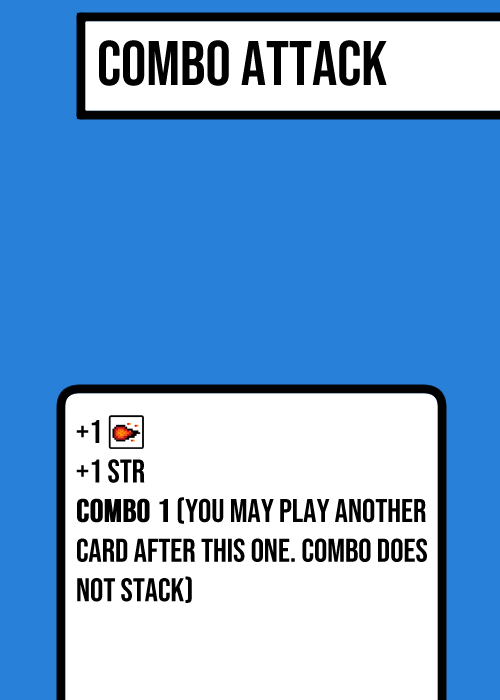 COMBO ATTACK
+1
+1 STR
COMBO 1 (YOU MAY PLAY ANOTHER
CARD AFTER THIS ONE. COMBO DOES
NOT STACK)